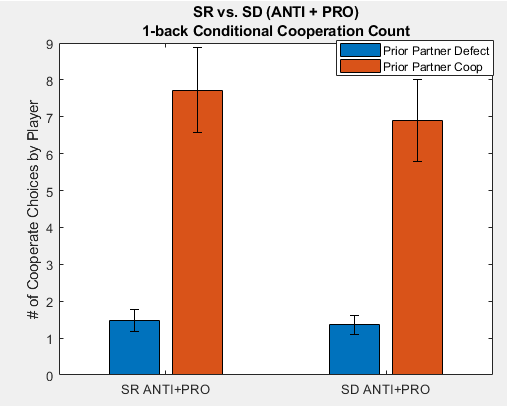 SR vs. SD (ANTI + PRO)
1-back Conditional Cooperation Count
Prior Partner Defect
Prior Partner Coop
# of Cooperate Choices by Player
9
8
7
6
5
4
3
2
1
0
SR ANTI+PRO
SD ANTI+PRO